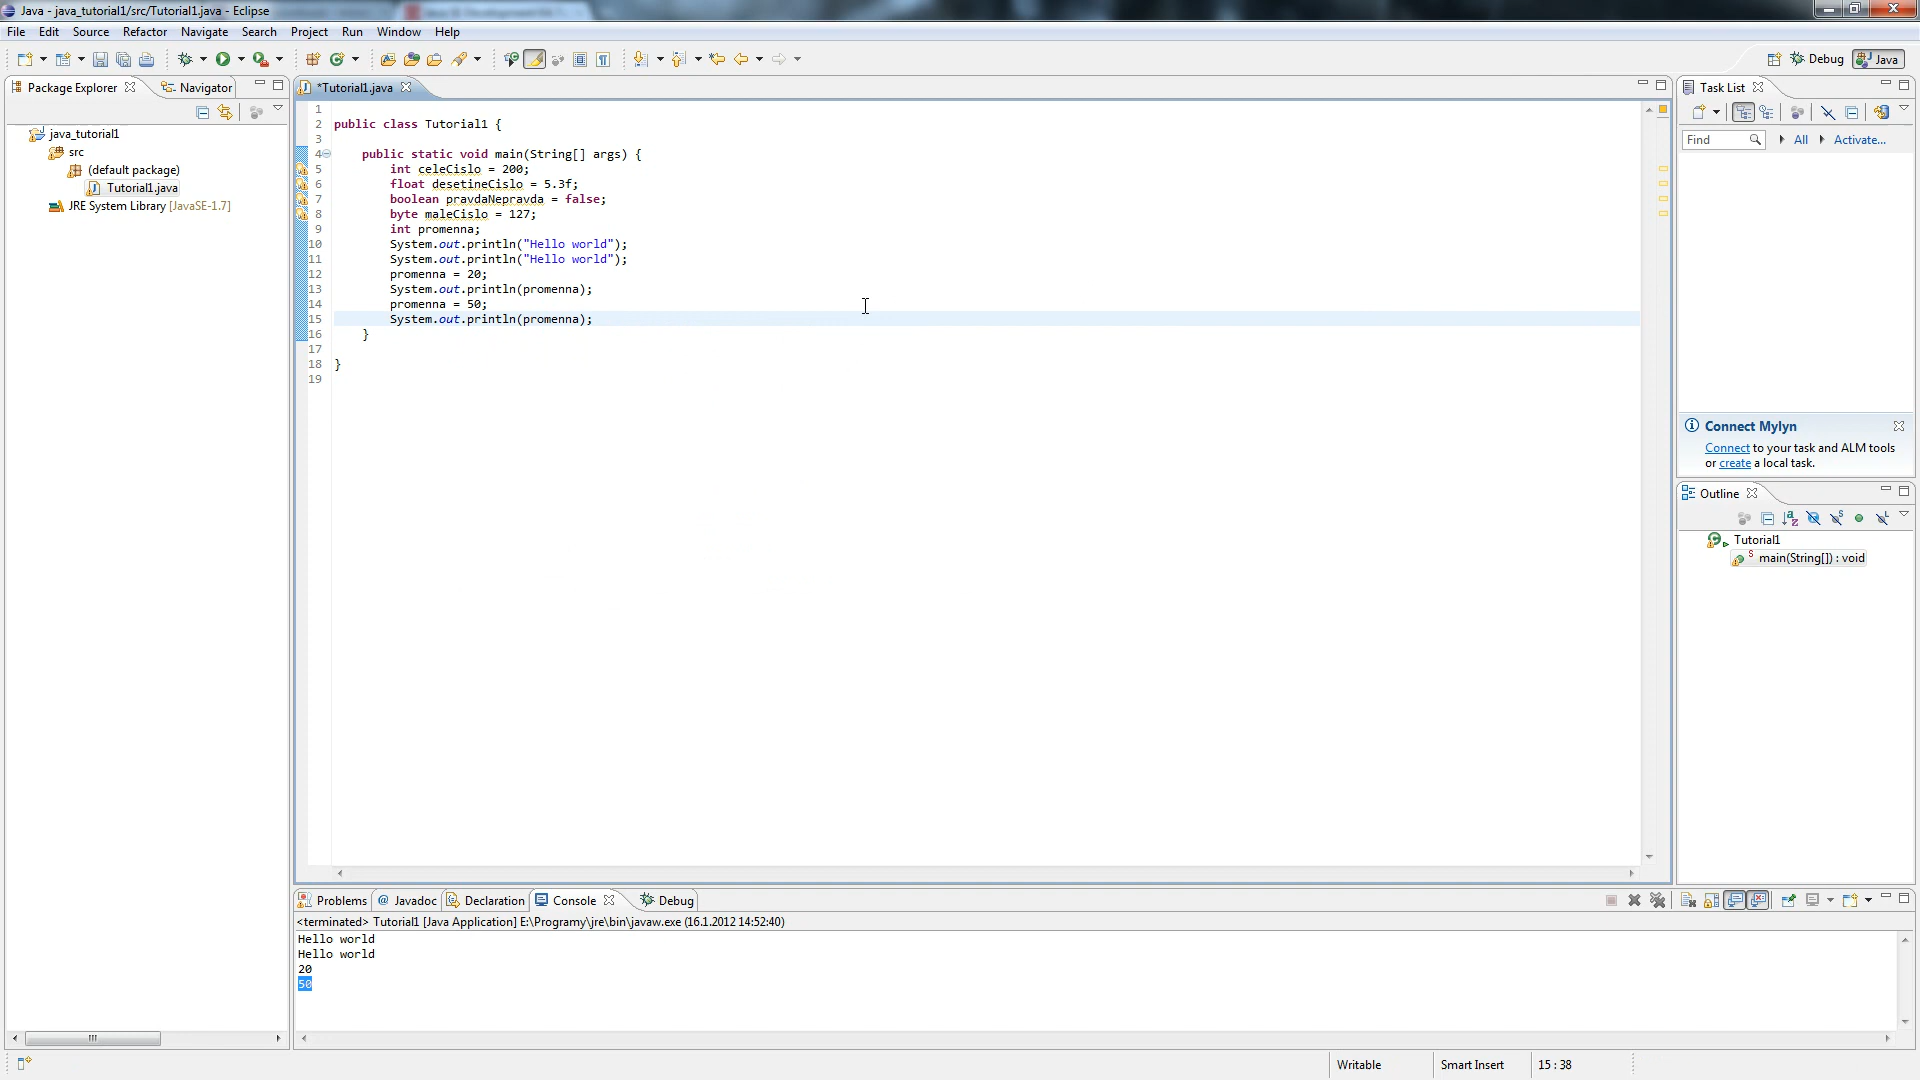 Java - java_tutorial1/src/Tutorial1.java - Eclipse
File Edit Source Refactor Navigate Search Project Run Window Help
Debug Java
Package Explorer Navigator
java_tutorial1
src
(default package)
Tutorial1.java
JRE System Library [JavaSE-1.7]
*Tutorial1.java
1
2 public class Tutorial1 {
3
4 public static void main(String[] args) {
5 int celeCislo = 200;
6 float desetineCislo = 5.3f;
7 boolean pravdaNepravda = false;
8 byte maleCislo = 127;
9 int promenna;
10 System.out.println("Hello world");
11 System.out.println("Hello world");
12 promenna = 20;
13 System.out.println(promenna);
14 promenna = 50;
15 System.out.println(promenna);
16 }
17
18 }
19
Task List
Find All Activate...
Connect Mylyn
Connect to your task and ALM tools
or create a local task.
Outline
Tutorial1
main(String[]) : void
Problems @ Javadoc Declaration Console Debug
<terminated> Tutorial1 [Java Application] E:\Programy\jre\bin\javaw.exe (16.1.2012 14:52:40)
Hello world
Hello world
20
50
Writable Smart Insert 15 : 38